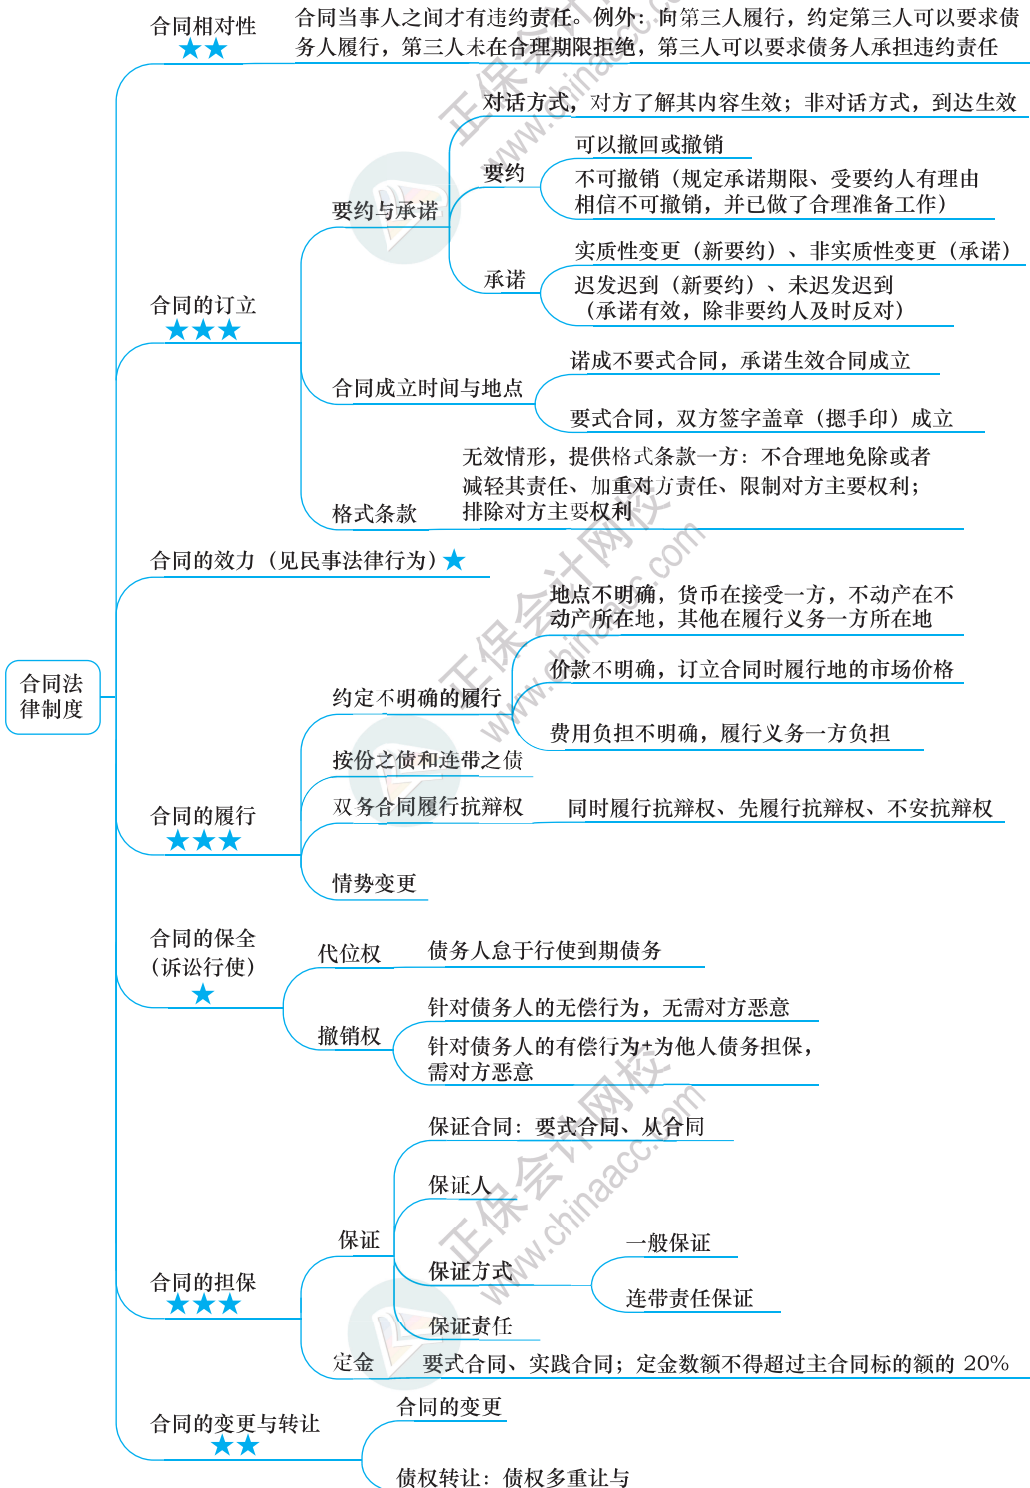 合同相对性
★★
合同当事人之间才有违约责任。例外：向第三人履行，约定第三人可以要求债
务人履行，第三人未在合理期限拒绝，第三人可以要求债务人承担违约责任
对话方式，对方了解其内容生效；非对话方式，到达生效
要约
可以撤回或撤销
不可撤销（规定承诺期限、受要约人有理由
相信不可撤销，并已做了合理准备工作）
要约与承诺
承诺
实质性变更（新要约）、非实质性变更（承诺）
迟发迟到（新要约）、未迟发迟到
（承诺有效，除非要约人及时反对）
合同的订立
★★★
合同成立时间与地点
诺成不要式合同，承诺生效合同成立
要式合同，双方签字盖章（摁手印）成立
格式条款
无效情形，提供格式条款一方：不合理地免除或者
减轻其责任、加重对方责任、限制对方主要权利；
排除对方主要权利
合同的效力（见民事法律行为）★
合同法
律制度
约定不明确的履行
地点不明确，货币在接受一方，不动产在不
动产所在地，其他在履行义务一方所在地
价款不明确，订立合同时履行地的市场价格
费用负担不明确，履行义务一方负担
按份之债和连带之债
合同的履行
★★★
双务合同履行抗辩权
同时履行抗辩权、先履行抗辩权、不安抗辩权
情势变更
合同的保全
（诉讼行使）
★
代位权
债务人怠于行使到期债务
撤销权
针对债务人的无偿行为，无需对方恶意
针对债务人的有偿行为+为他人债务担保，
需对方恶意
保证合同：要式合同、从合同
保证人
保证
保证方式
一般保证
连带责任保证
保证责任
合同的担保
★★★
定金
要式合同、实践合同；定金数额不得超过主合同标的额的 20%
合同的变更与转让
★★
合同的变更
债权转让：债权多重让与
正保会计网校
www.chinaacc.com
正保会计网校
www.chinaacc.com
正保会计网校
www.chinaacc.com